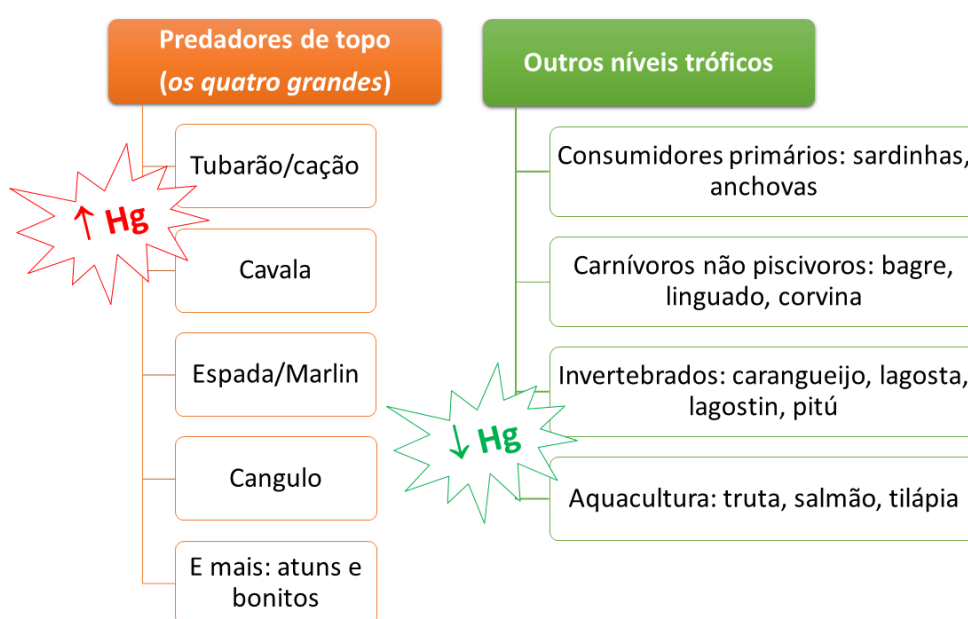 Predadores de topo
(os quatro grandes)
↑ Hg
Tubarão/cação
Cavala
Espada/Marlin
Cangulo
E mais: atuns e
bonitos
Outros níveis tróficos
Consumidores primários: sardinhas,
anchovas
Carnívoros não piscivoros: bagre,
linguado, corvina
Invertebrados: carangueijo, lagosta,
lagostin, pitú
↓ Hg
Aquacultura: truta, salmão, tilápia